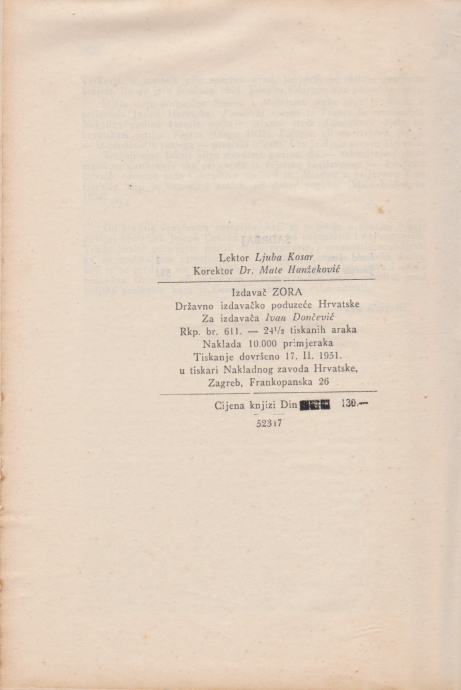 Lektor Ljuba Kosar
Korektor Dr. Mate Hanžeković
Izdavač ZORA
Državno izdavačko poduzeće Hrvatske
Za izdavača Ivan Dončević
Rkp. br. 611. — 24¹/₂ tiskanih araka
Naklada 10.000 primjeraka
Tiskanje dovršeno 17. II. 1951.
u tiskari Nakladnog zavoda Hrvatske,
Zagreb, Frankopanska 26
Cijena knjizi Din 130.—
52317